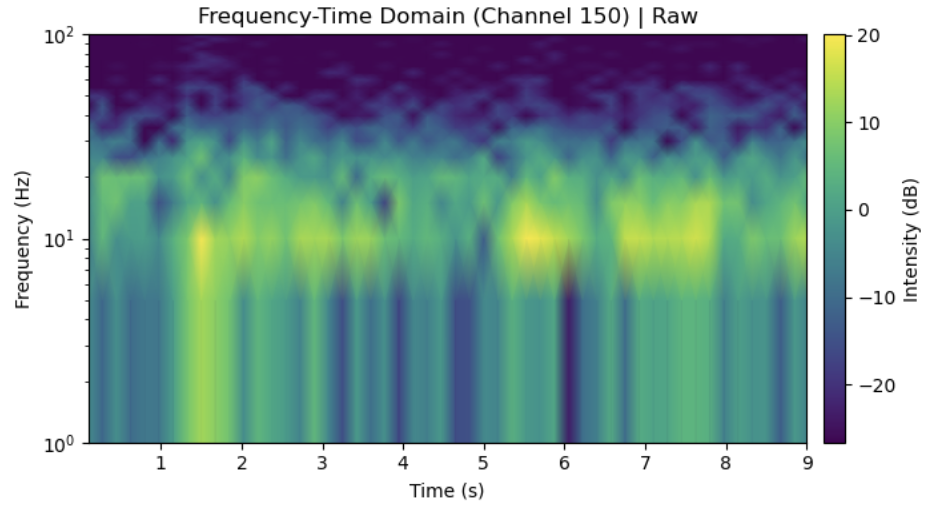 Frequency-Time Domain (Channel 150) | Raw
10²
10¹
10⁰
Frequency (Hz)
1 2 3 4 5 6 7 8 9
Time (s)
20
10
0
−10
−20
Intensity (dB)